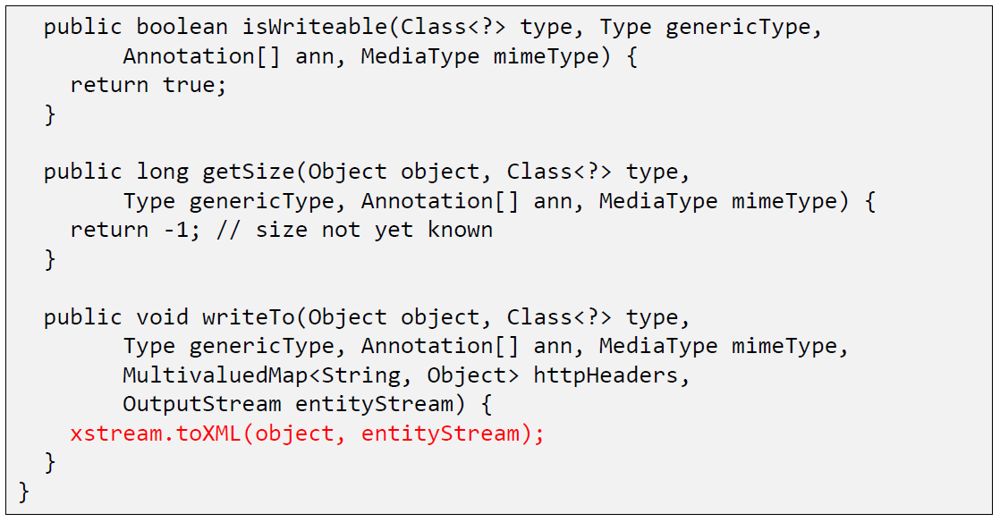 public boolean isWriteable(Class<?> type, Type genericType,
        Annotation[] ann, MediaType mimeType) {
    return true;
  }

  public long getSize(Object object, Class<?> type,
        Type genericType, Annotation[] ann, MediaType mimeType) {
    return -1; // size not yet known
  }

  public void writeTo(Object object, Class<?> type,
        Type genericType, Annotation[] ann, MediaType mimeType,
        MultivaluedMap<String, Object> httpHeaders,
        OutputStream entityStream) {
    xstream.toXML(object, entityStream);
  }
}